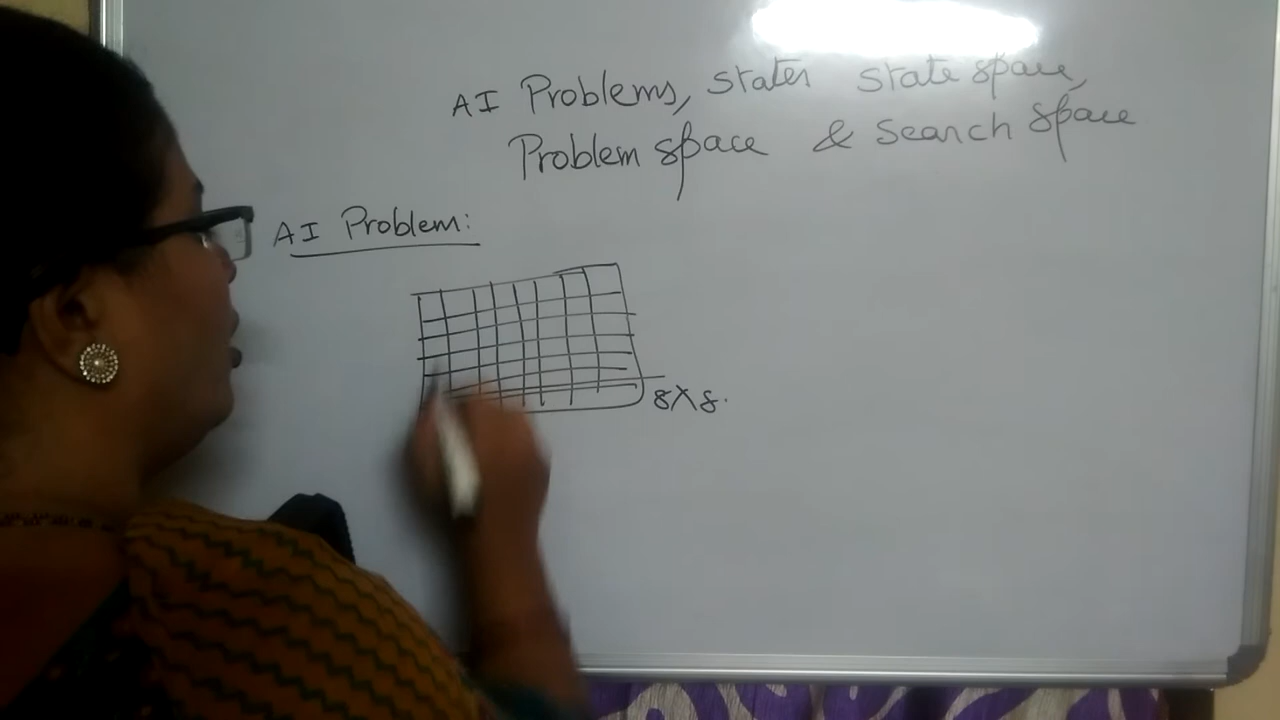 AI Problems, States State space,
Problem space & Search space
AI Problem:
8X8.